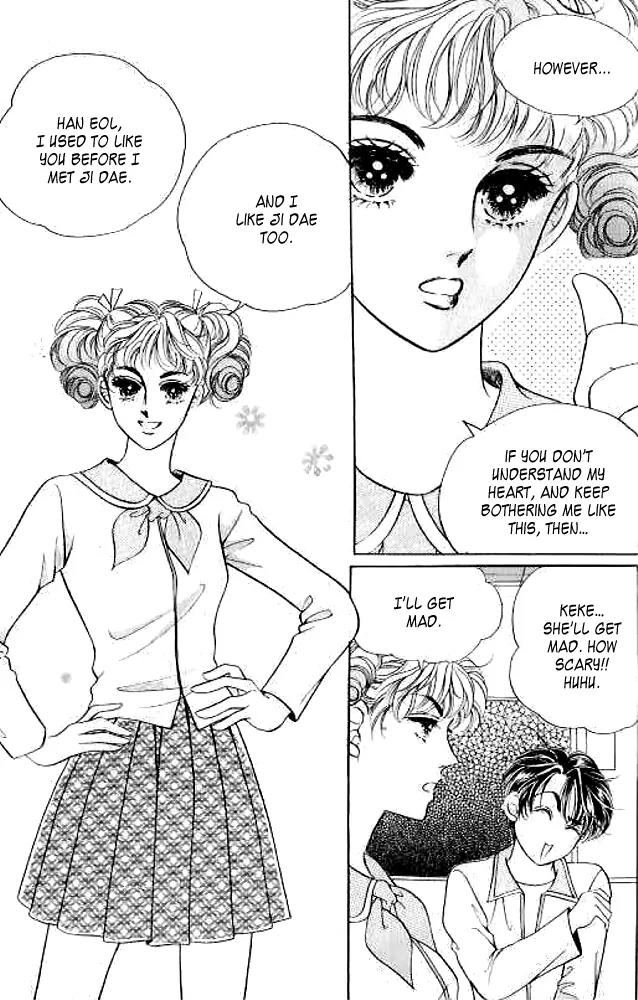 HAN EOL,
I USED TO LIKE
YOU BEFORE I
MET JI DAE.
AND I
LIKE JI DAE
TOO.
HOWEVER...
IF YOU DON'T
UNDERSTAND MY
HEART, AND KEEP
BOTHERING ME LIKE
THIS, THEN...
I'LL GET
MAD.
KEKE...
SHE'LL GET
MAD. HOW
SCARY!!
HUHU.